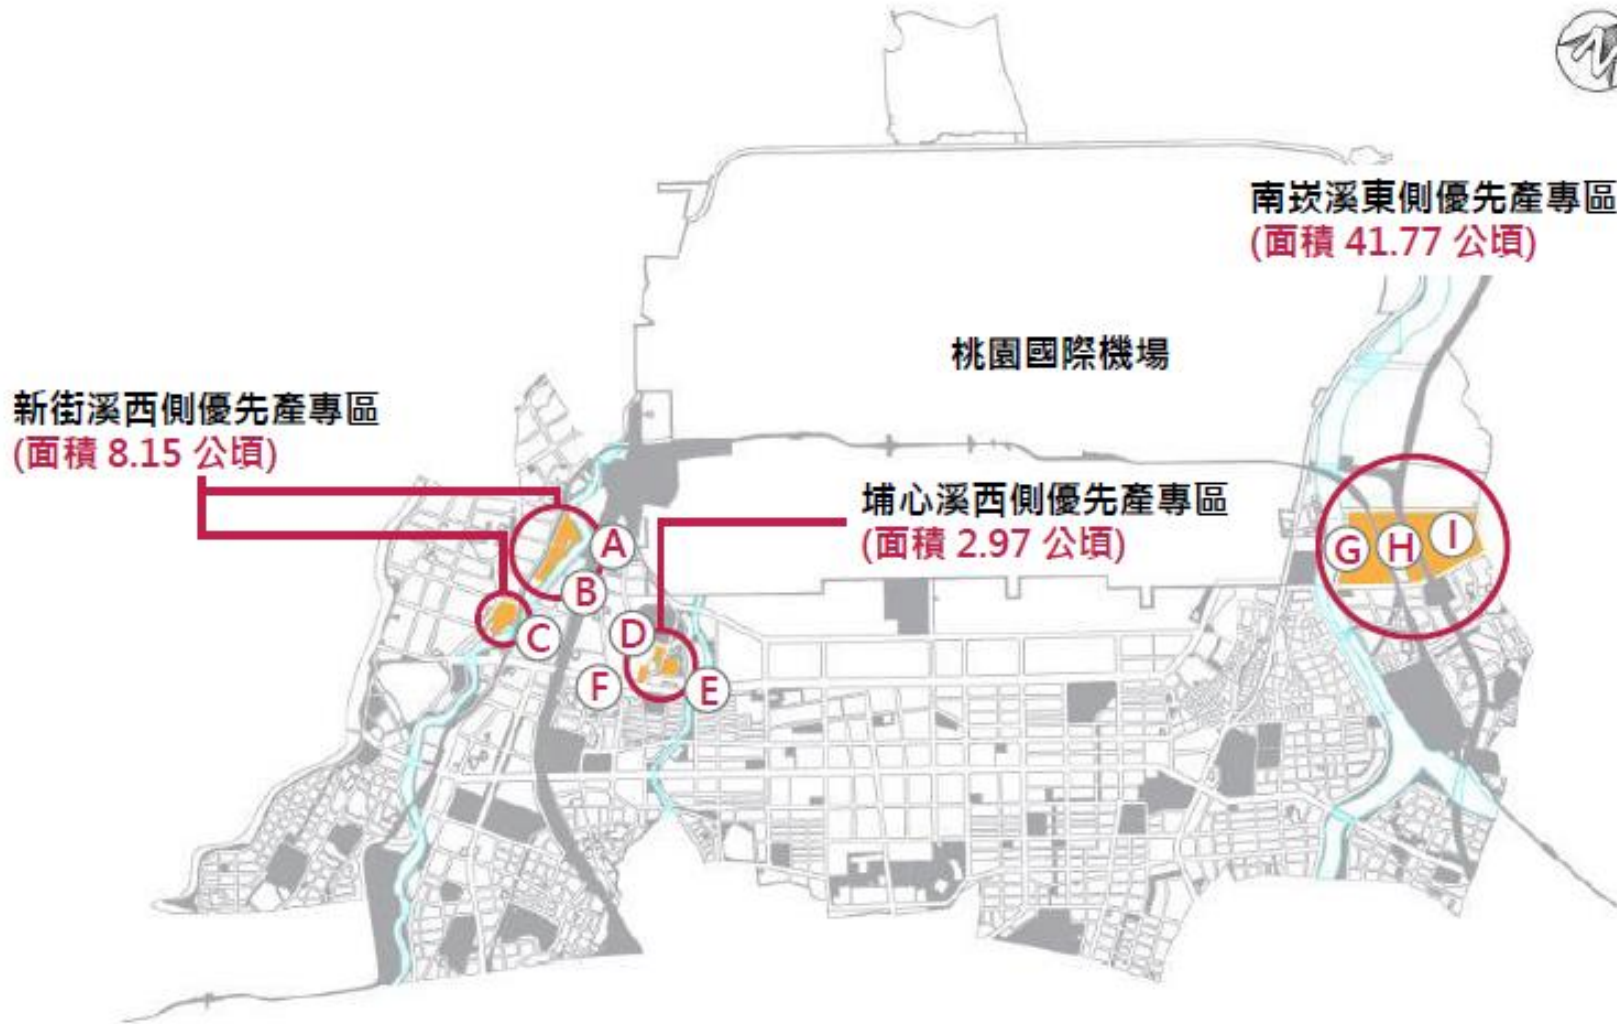 南崁溪東側優先產專區
(面積 41.77 公頃)
桃園國際機場
新街溪西側優先產專區
(面積 8.15 公頃)
埔心溪西側優先產專區
(面積 2.97 公頃)
A
B
C
D
E
F
G
H
I